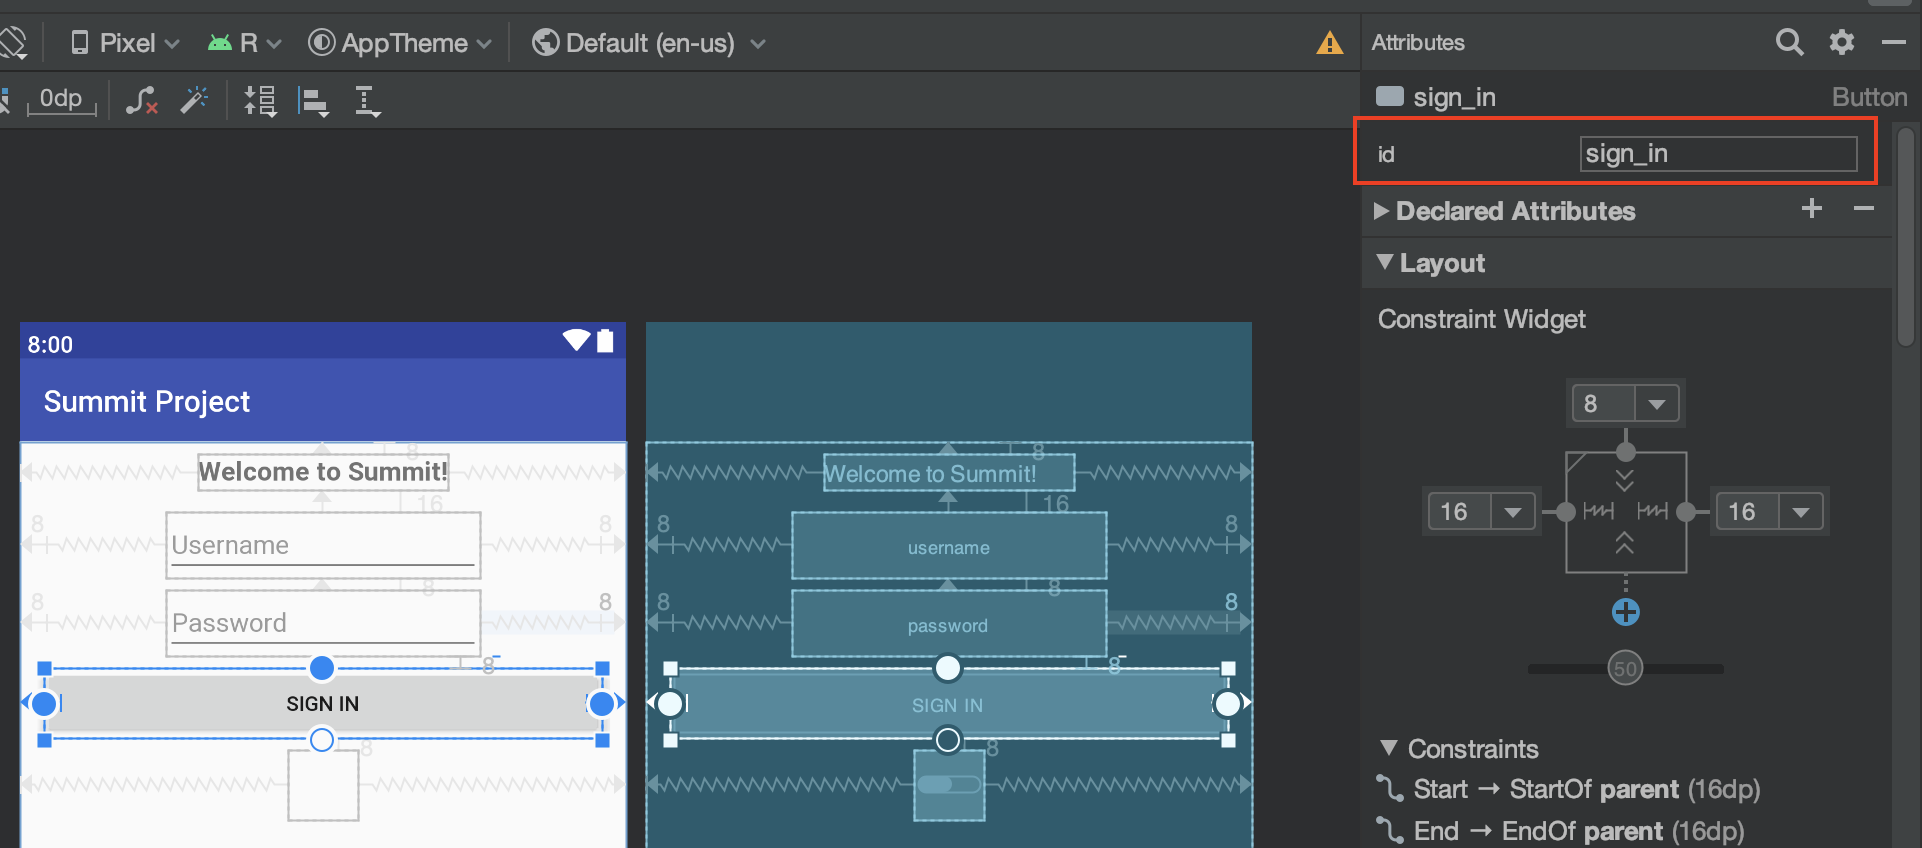 Pixel R AppTheme Default (en-us)
Attributes
0dp
sign_in Button
id sign_in
Declared Attributes
Layout
Constraint Widget
8
16 16
50
Constraints
Start → StartOf parent (16dp)
End → EndOf parent (16dp)
8:00
Summit Project
8
Welcome to Summit!
16
8 8
Username
8
8 8
Password
8
SIGN IN
8
8
Welcome to Summit!
16
8 8
username
8
8 8
password
8
SIGN IN
8